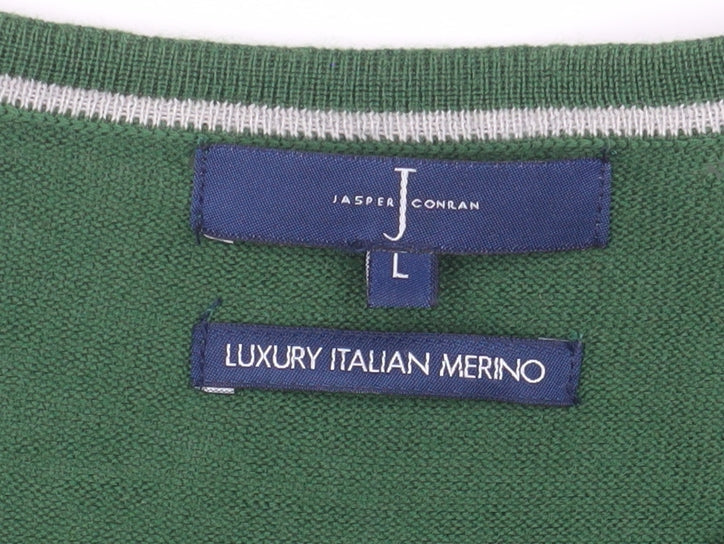 J
JASPER CONRAN
L
LUXURY ITALIAN MERINO